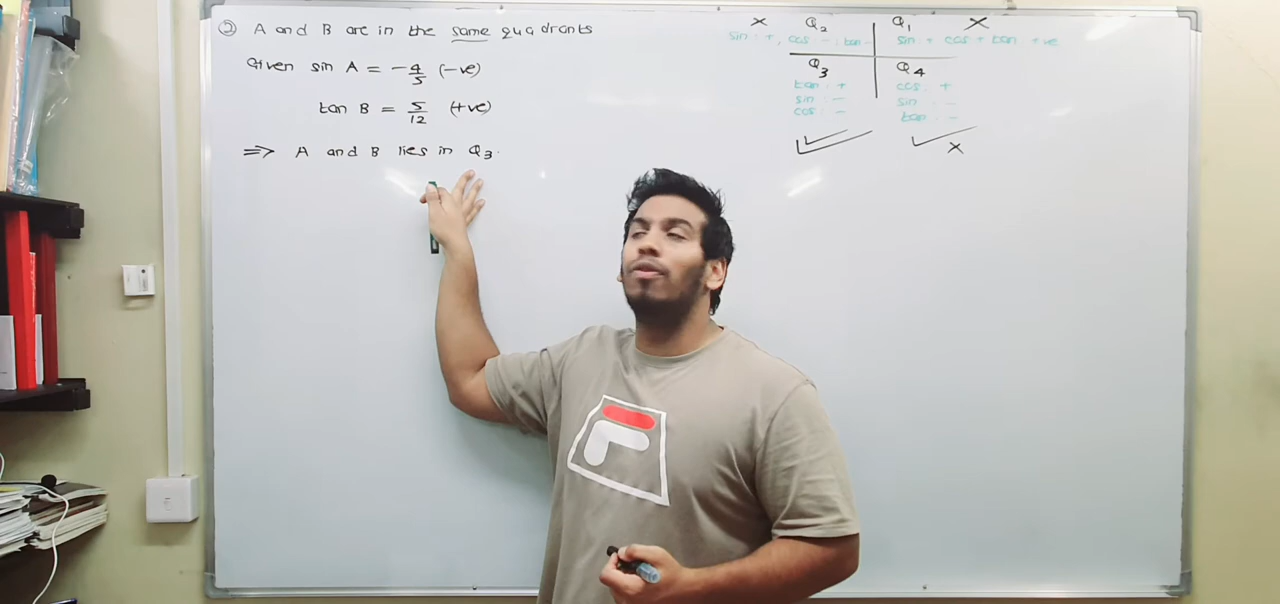 ② A and B are in the same quadrants
Given sin A = -4/5 (-ve)
tan B = 5/12 (+ve)
⇒ A and B lies in Q3.
× Q2
sin : +, cos - : tan -
Q1 ×
sin + cos + tan +ve
Q3
tan : +
sin : -
cos : -
Q4
cos : +
sin : -
tan : -
✓ ✓
✓ ×